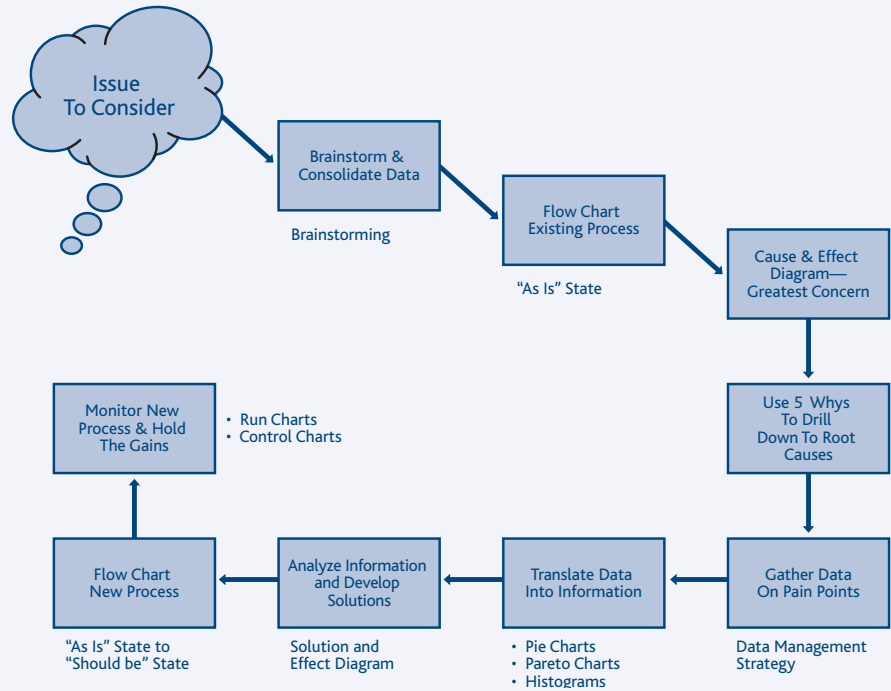 Issue
To Consider
Brainstorm &
Consolidate Data
Brainstorming
Flow Chart
Existing Process
"As Is" State
Cause & Effect
Diagram—
Greatest Concern
Use 5 Whys
To Drill
Down To Root
Causes
Gather Data
On Pain Points
Data Management
Strategy
Translate Data
Into Information
• Pie Charts
• Pareto Charts
• Histograms
Analyze Information
and Develop
Solutions
Solution and
Effect Diagram
Flow Chart
New Process
"As Is" State to
"Should be" State
Monitor New
Process & Hold
The Gains
• Run Charts
• Control Charts